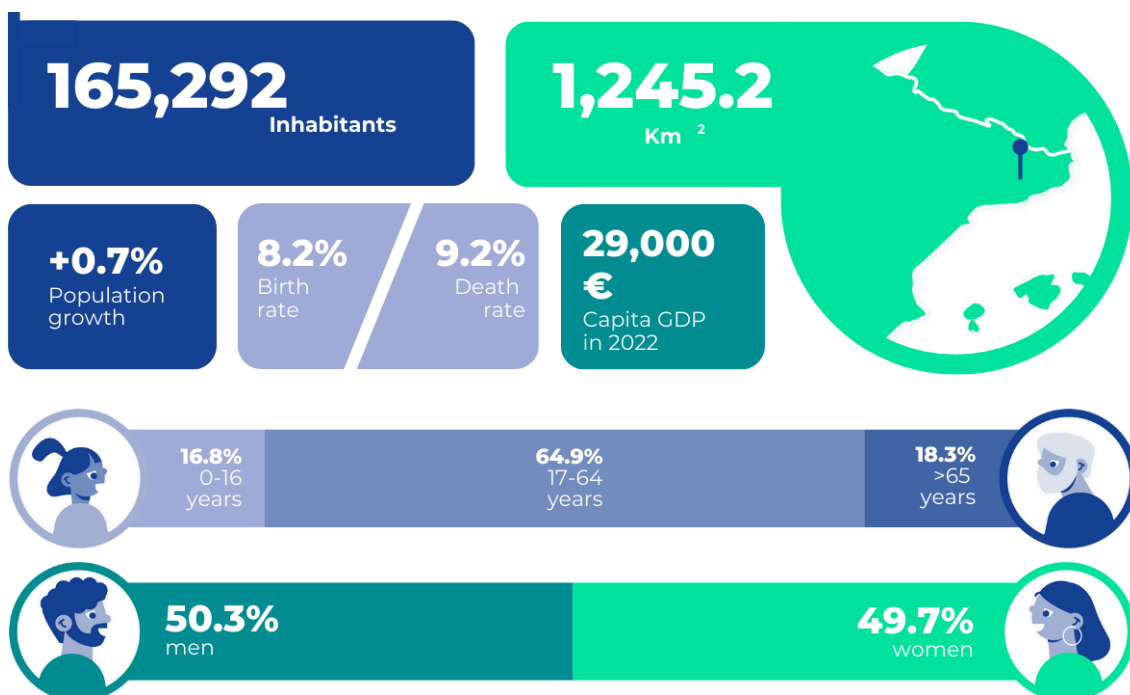 165,292
Inhabitants
1,245.2
Km 2
+0.7%
Population
growth
8.2%
Birth
rate
9.2%
Death
rate
29,000
€
Capita GDP
in 2022
16.8%
0-16
years
64.9%
17-64
years
18.3%
>65
years
50.3%
men
49.7%
women